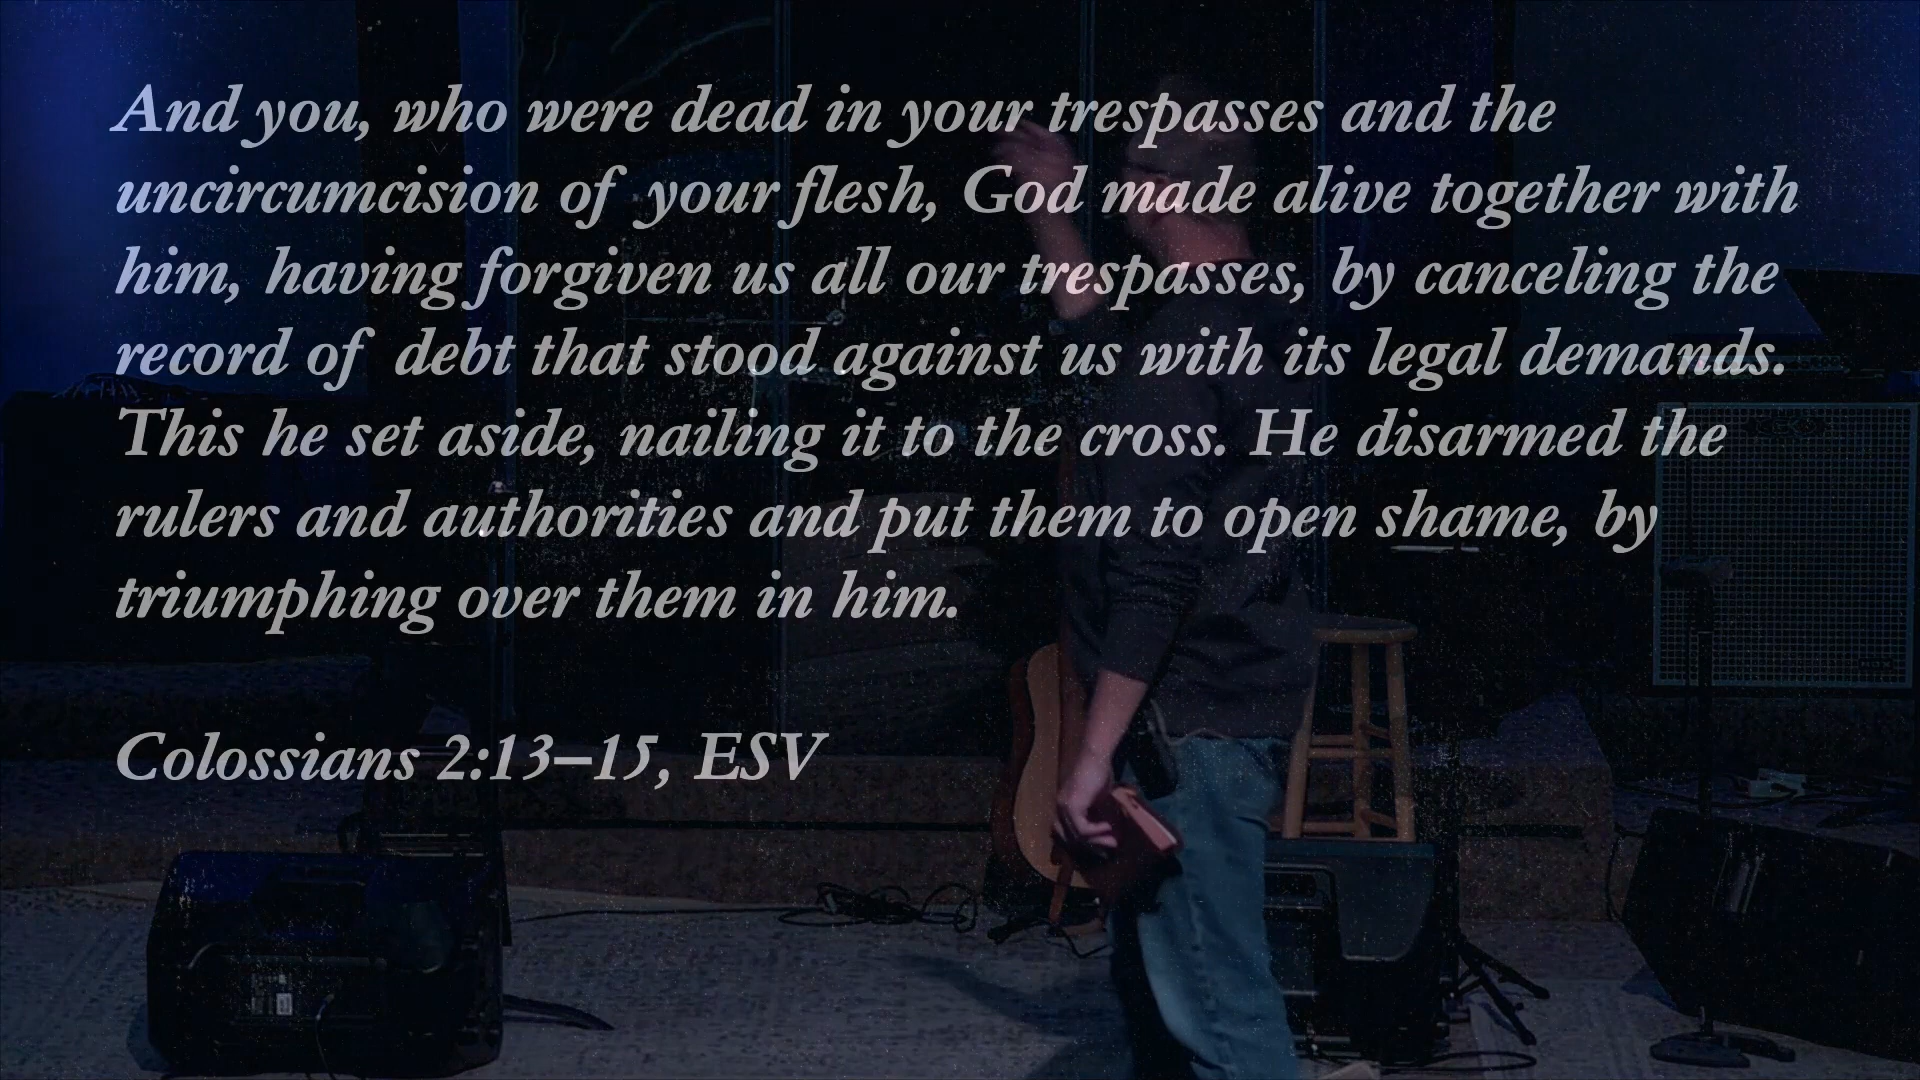 And you, who were dead in your trespasses and the
uncircumcision of your flesh, God made alive together with
him, having forgiven us all our trespasses, by canceling the
record of debt that stood against us with its legal demands.
This he set aside, nailing it to the cross. He disarmed the
rulers and authorities and put them to open shame, by
triumphing over them in him.
Colossians 2:13–15, ESV